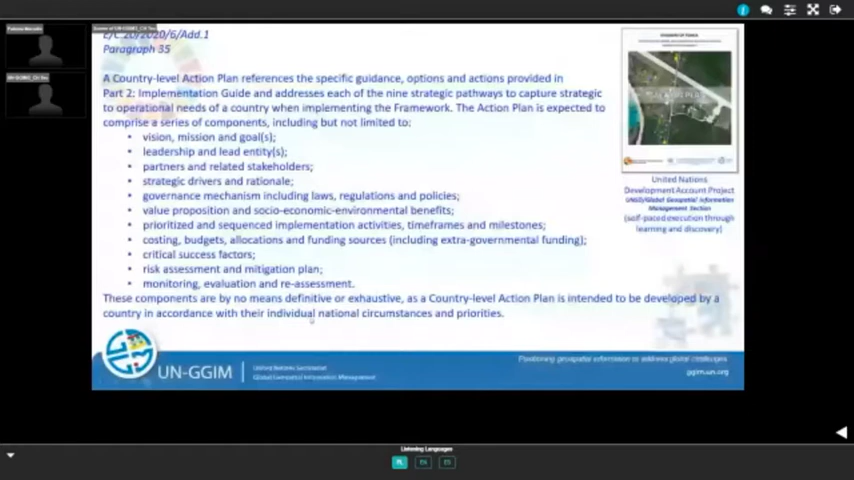 E/C.20/2020/6/Add.1
Paragraph 35
A Country-level Action Plan references the specific guidance, options and actions provided in
Part 2: Implementation Guide and addresses each of the nine strategic pathways to capture strategic
to operational needs of a country when implementing the Framework. The Action Plan is expected to
comprise a series of components, including but not limited to:
• vision, mission and goal(s);
• leadership and lead entity(s);
• partners and related stakeholders;
• strategic drivers and rationale;
• governance mechanism including laws, regulations and policies;
• value proposition and socio-economic-environmental benefits;
• prioritized and sequenced implementation activities, timeframes and milestones;
• costing, budgets, allocations and funding sources (including extra-governmental funding);
• critical success factors;
• risk assessment and mitigation plan;
• monitoring, evaluation and re-assessment.
These components are by no means definitive or exhaustive, as a Country-level Action Plan is intended to be developed by a
country in accordance with their individual national circumstances and priorities.
United Nations
Development Account Project
UNSD/Global Geospatial Information
Management Section
(self-paced execution through
learning and discovery)
UN-GGIM
United Nations Secretariat
Global Geospatial Information Management
Positioning geospatial information to address global challenges
ggim.un.org
Listening Languages
FL
EN
ES